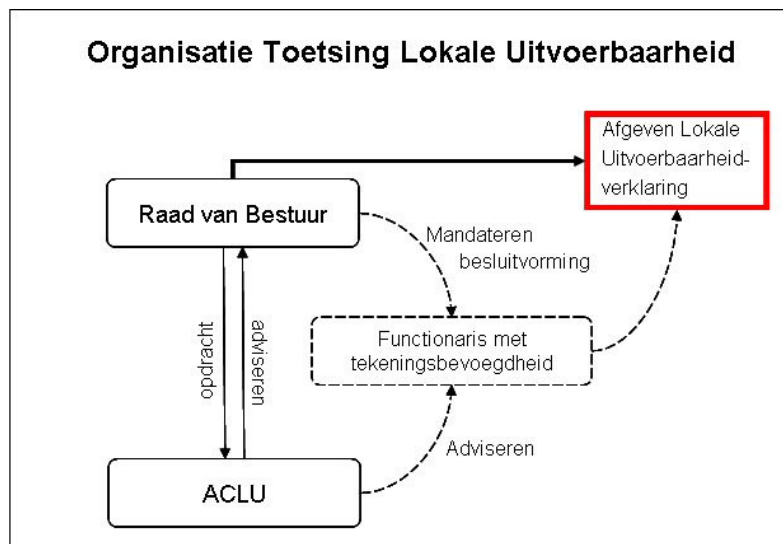 Organisatie Toetsing Lokale Uitvoerbaarheid
Afgeven Lokale
Uitvoerbaarheid-
verklaring
Raad van Bestuur
Mandateren
besluitvorming
Functionaris met
tekeningsbevoegdheid
opdracht
adviseren
Adviseren
ACLU